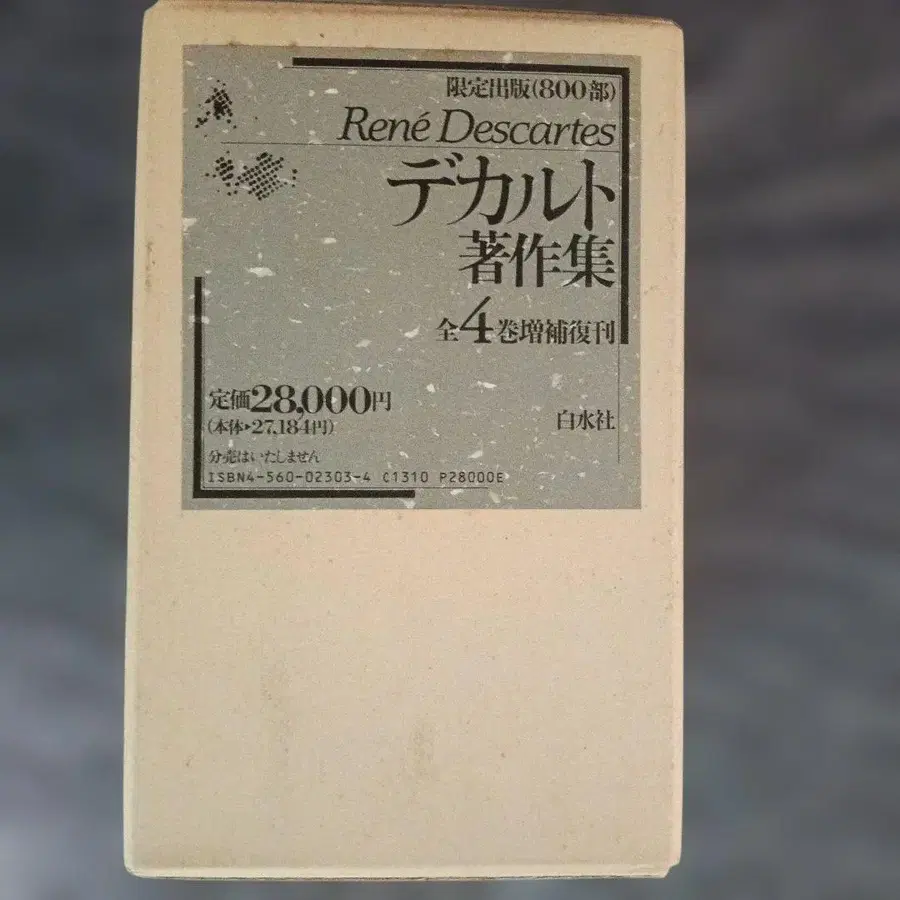 限定出版(800部)
René Descartes
デカルト
著作集
全4巻増補復刊
定価28,000円
(本体▸27,184円)
白水社
分売はいたしません
ISBN4-560-02303-4 C1310 P28000E